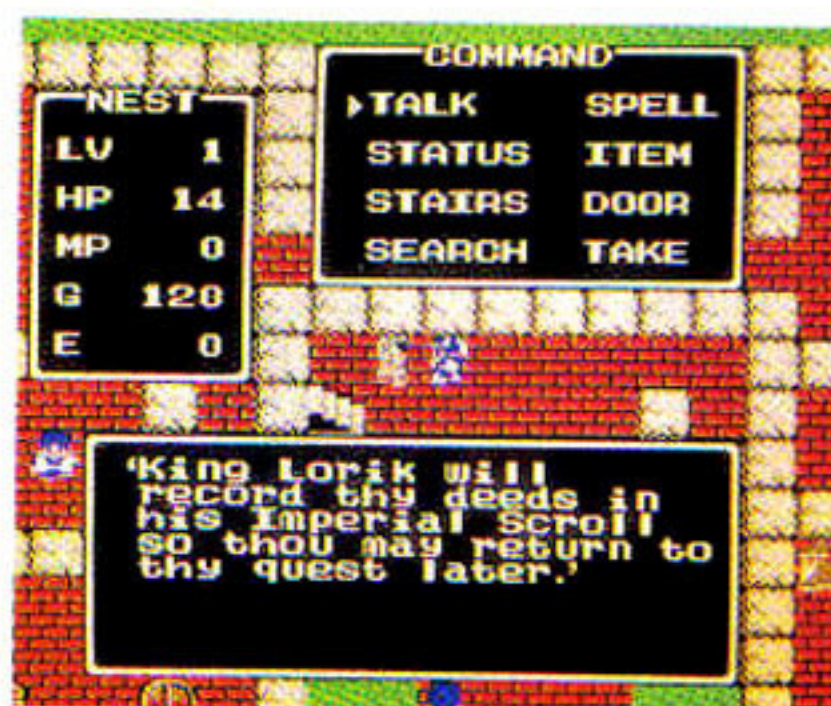 NEST
LV 1
HP 14
MP 0
G 128
E 0
COMMAND
TALK SPELL
STATUS ITEM
STAIRS DOOR
SEARCH TAKE
‘King Lorik will
record thy deeds in
his Imperial Scroll
so thou may return to
thy quest later.’